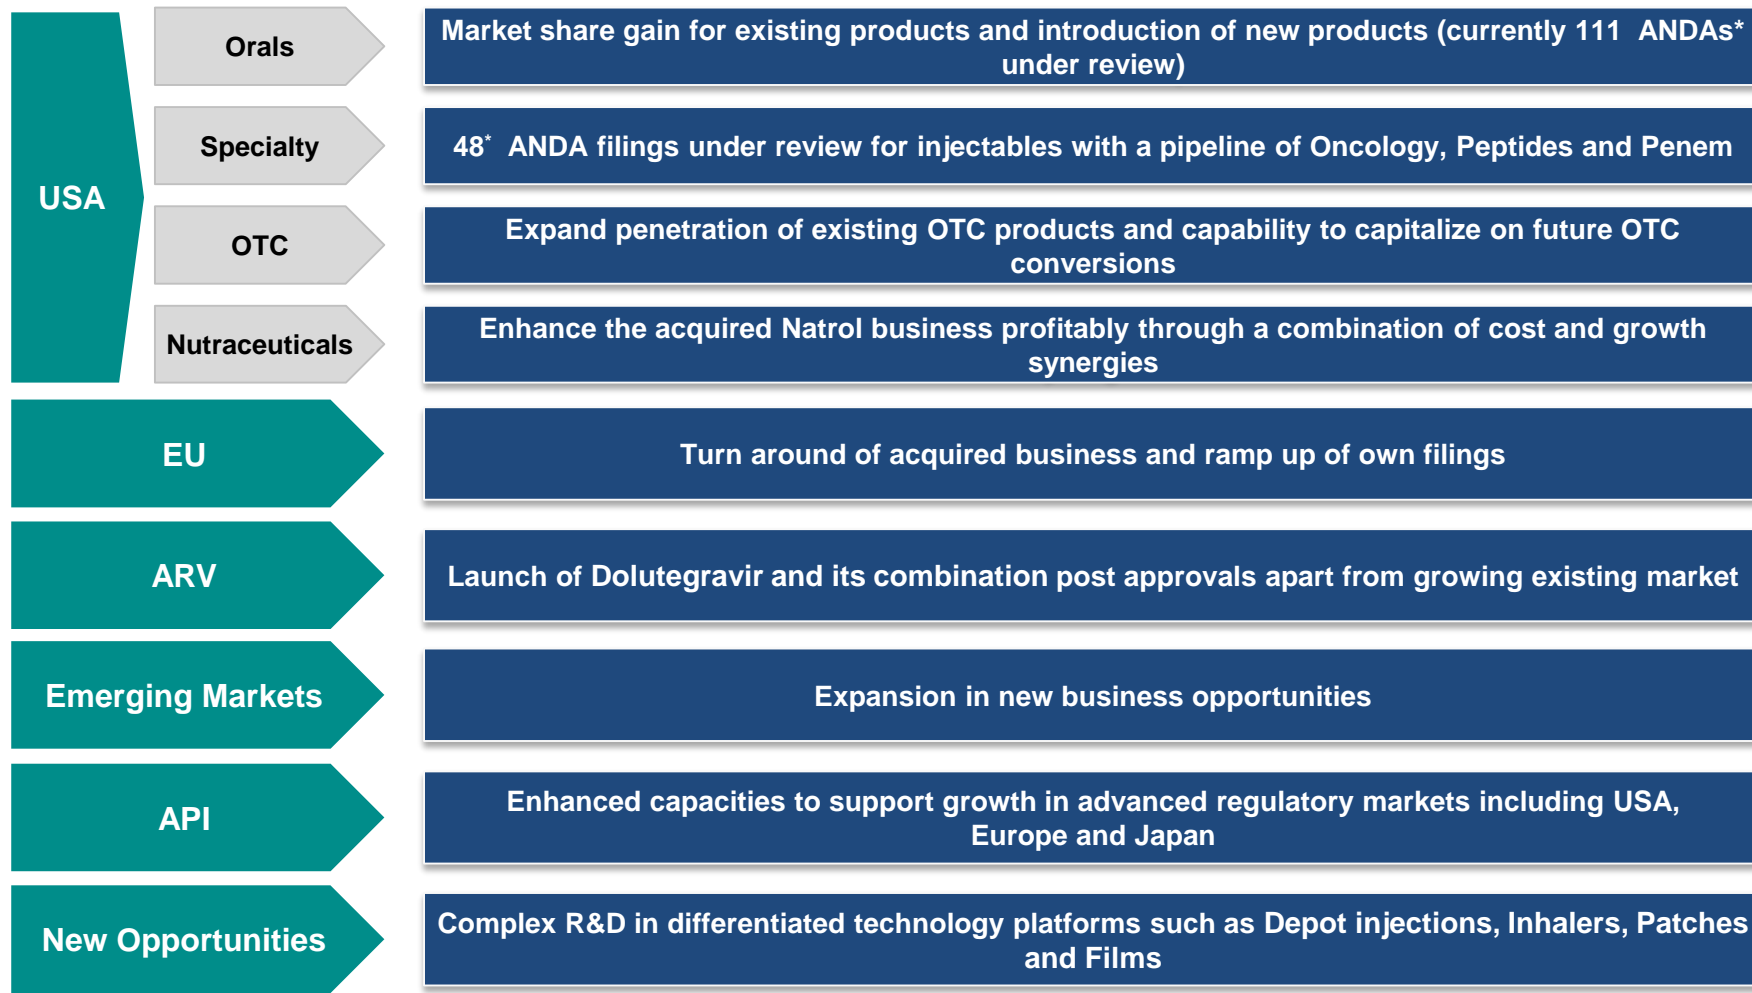 Orals
Market share gain for existing products and introduction of new products (currently 111 ANDAs*
under review)
Specialty
48* ANDA filings under review for injectables with a pipeline of Oncology, Peptides and Penem
USA
OTC
Expand penetration of existing OTC products and capability to capitalize on future OTC
conversions
Nutraceuticals
Enhance the acquired Natrol business profitably through a combination of cost and growth
synergies
EU
Turn around of acquired business and ramp up of own filings
ARV
Launch of Dolutegravir and its combination post approvals apart from growing existing market
Emerging Markets
Expansion in new business opportunities
API
Enhanced capacities to support growth in advanced regulatory markets including USA,
Europe and Japan
New Opportunities
Complex R&D in differentiated technology platforms such as Depot injections, Inhalers, Patches
and Films